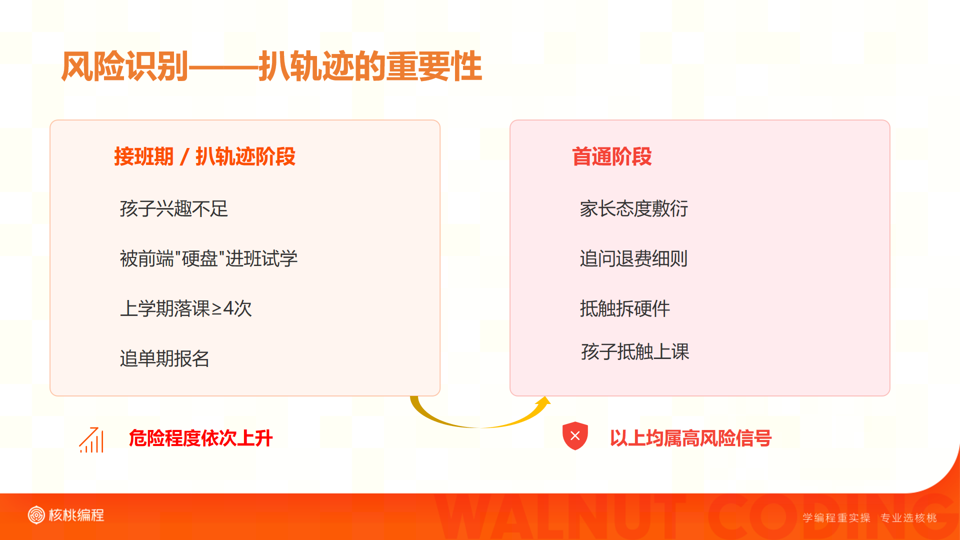 风险识别——扒轨迹的重要性
接班期 / 扒轨迹阶段
孩子兴趣不足
被前端"硬盘"进班试学
上学期落课≥4次
追单期报名
危险程度依次上升
首通阶段
家长态度敷衍
追问退费细则
抵触拆硬件
孩子抵触上课
以上均属高风险信号
核桃编程
WALNUT CODING
学编程重实操 专业选核桃